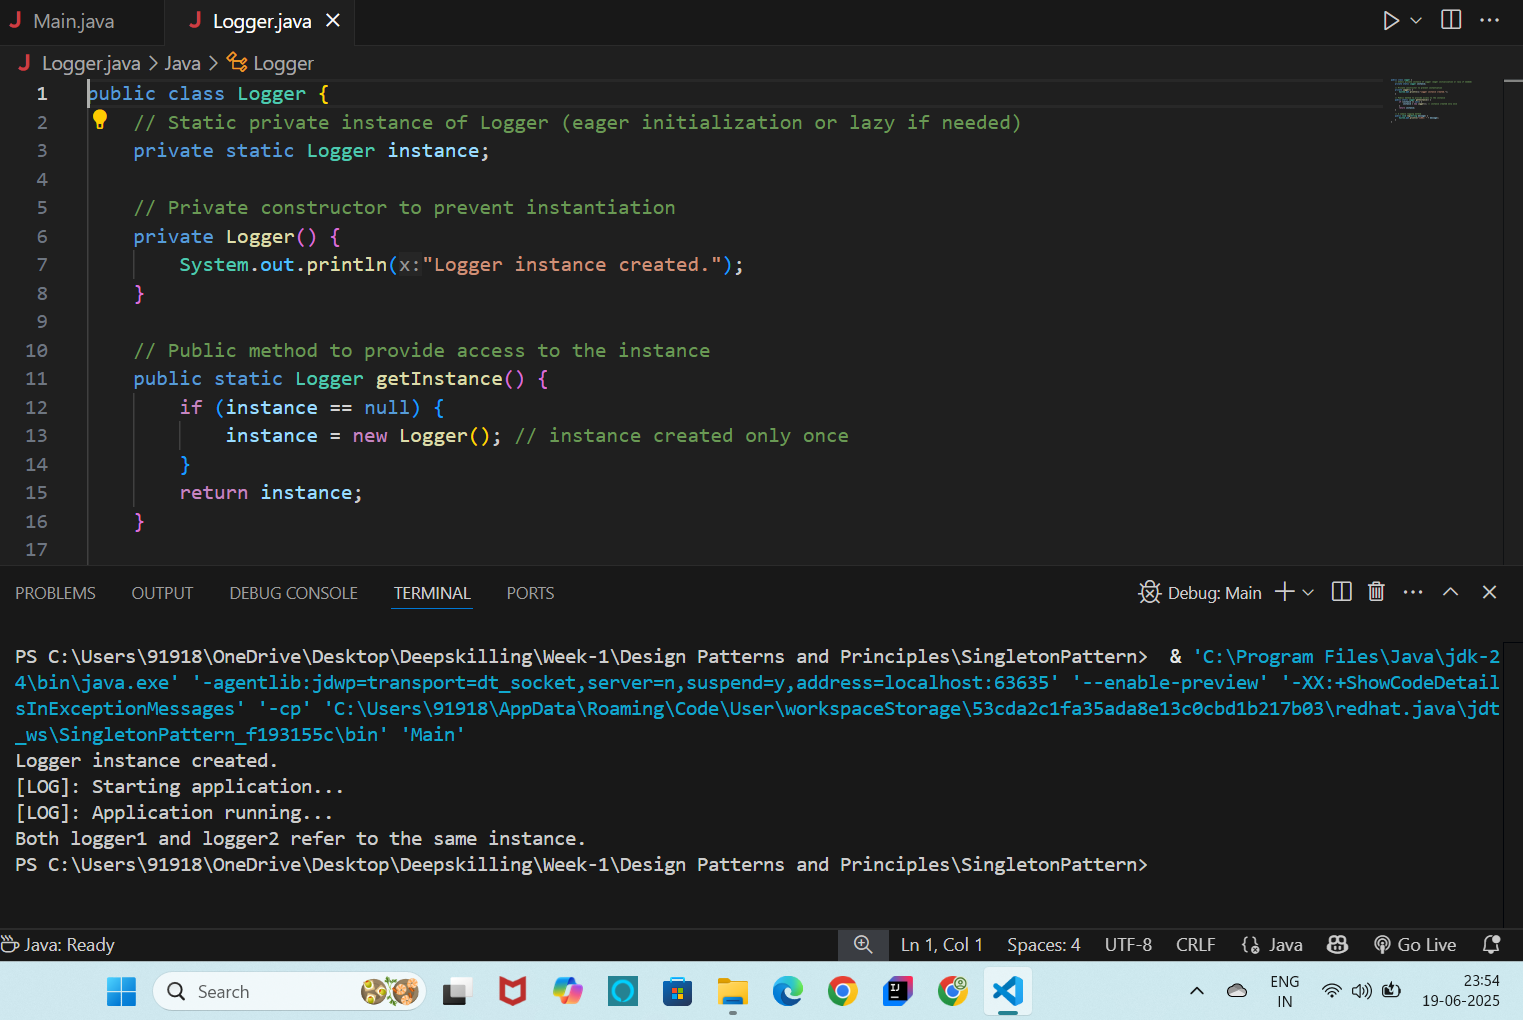 Main.java
Logger.java
Logger.java > Java > Logger
1 public class Logger {
2 // Static private instance of Logger (eager initialization or lazy if needed)
3 private static Logger instance;
4
5 // Private constructor to prevent instantiation
6 private Logger() {
7 System.out.println(x:"Logger instance created.");
8 }
9
10 // Public method to provide access to the instance
11 public static Logger getInstance() {
12 if (instance == null) {
13 instance = new Logger(); // instance created only once
14 }
15 return instance;
16 }
17
PROBLEMS OUTPUT DEBUG CONSOLE TERMINAL PORTS Debug: Main
PS C:\Users\91918\OneDrive\Desktop\Deepskilling\Week-1\Design Patterns and Principles\SingletonPattern> & 'C:\Program Files\Java\jdk-2
4\bin\java.exe' '-agentlib:jdwp=transport=dt_socket,server=n,suspend=y,address=localhost:63635' '--enable-preview' '-XX:+ShowCodeDetail
sInExceptionMessages' '-cp' 'C:\Users\91918\AppData\Roaming\Code\User\workspaceStorage\53cda2c1fa35ada8e13c0cbd1b217b03\redhat.java\jdt
_ws\SingletonPattern_f193155c\bin' 'Main'
Logger instance created.
[LOG]: Starting application...
[LOG]: Application running...
Both logger1 and logger2 refer to the same instance.
PS C:\Users\91918\OneDrive\Desktop\Deepskilling\Week-1\Design Patterns and Principles\SingletonPattern>
Java: Ready Ln 1, Col 1 Spaces: 4 UTF-8 CRLF Java Go Live
Search
ENG
IN
23:54
19-06-2025